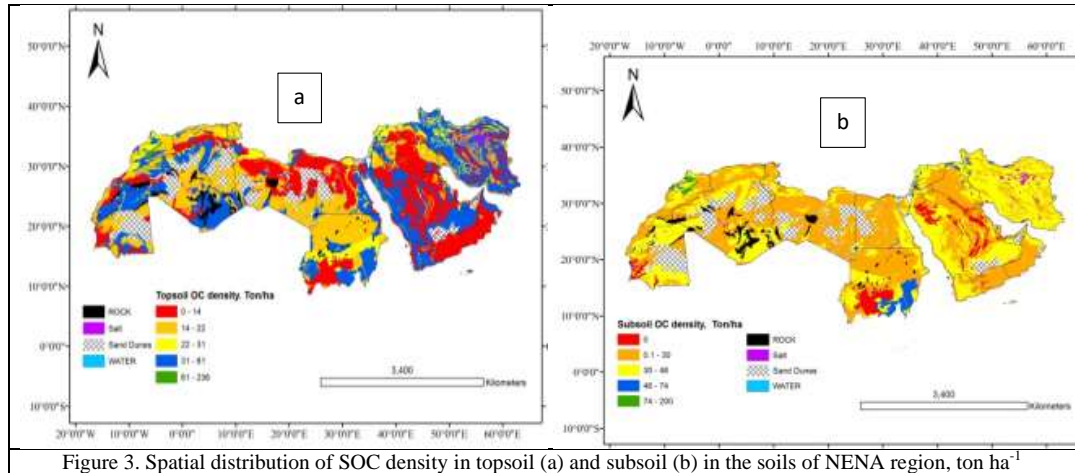 N
a
50°0'0"N
40°0'0"N
30°0'0"N
20°0'0"N
10°0'0"N
0°0'0"
10°0'0"S
ROCK
Salt
Sand Dunes
WATER
Topsoil OC density. Ton/ha
0 - 14
14 - 22
22 - 31
31 - 61
61 - 236
3,400
Kilometers
20°0'0"W 10°0'0"W 0°0'0" 10°0'0"E 20°0'0"E 30°0'0"E 40°0'0"E 50°0'0"E 60°0'0"E
20°0'0"W 10°0'0"W 0°0'0" 10°0'0"E 20°0'0"E 30°0'0"E 40°0'0"E 50°0'0"E 60°0'0"E
N
b
50°0'0"N
40°0'0"N
30°0'0"N
20°0'0"N
10°0'0"N
0°0'0"
10°0'0"S
Subsoil OC density, Ton/ha
0
0.1 - 30
30 - 46
46 - 74
74 - 200
ROCK
Salt
Sand Dunes
WATER
3,400
Kilometers
Figure 3. Spatial distribution of SOC density in topsoil (a) and subsoil (b) in the soils of NENA region, ton ha⁻¹